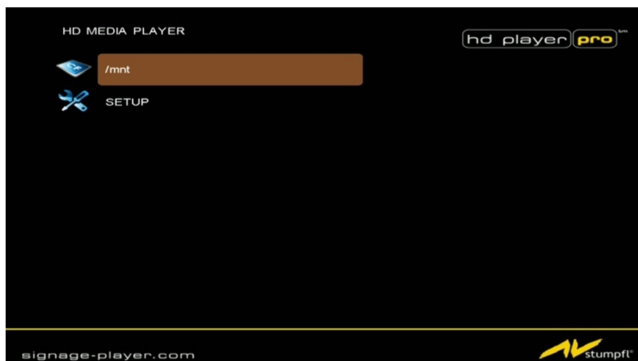 HD MEDIA PLAYER
hd player pro
/mnt
SETUP
signage-player.com
stumpfl